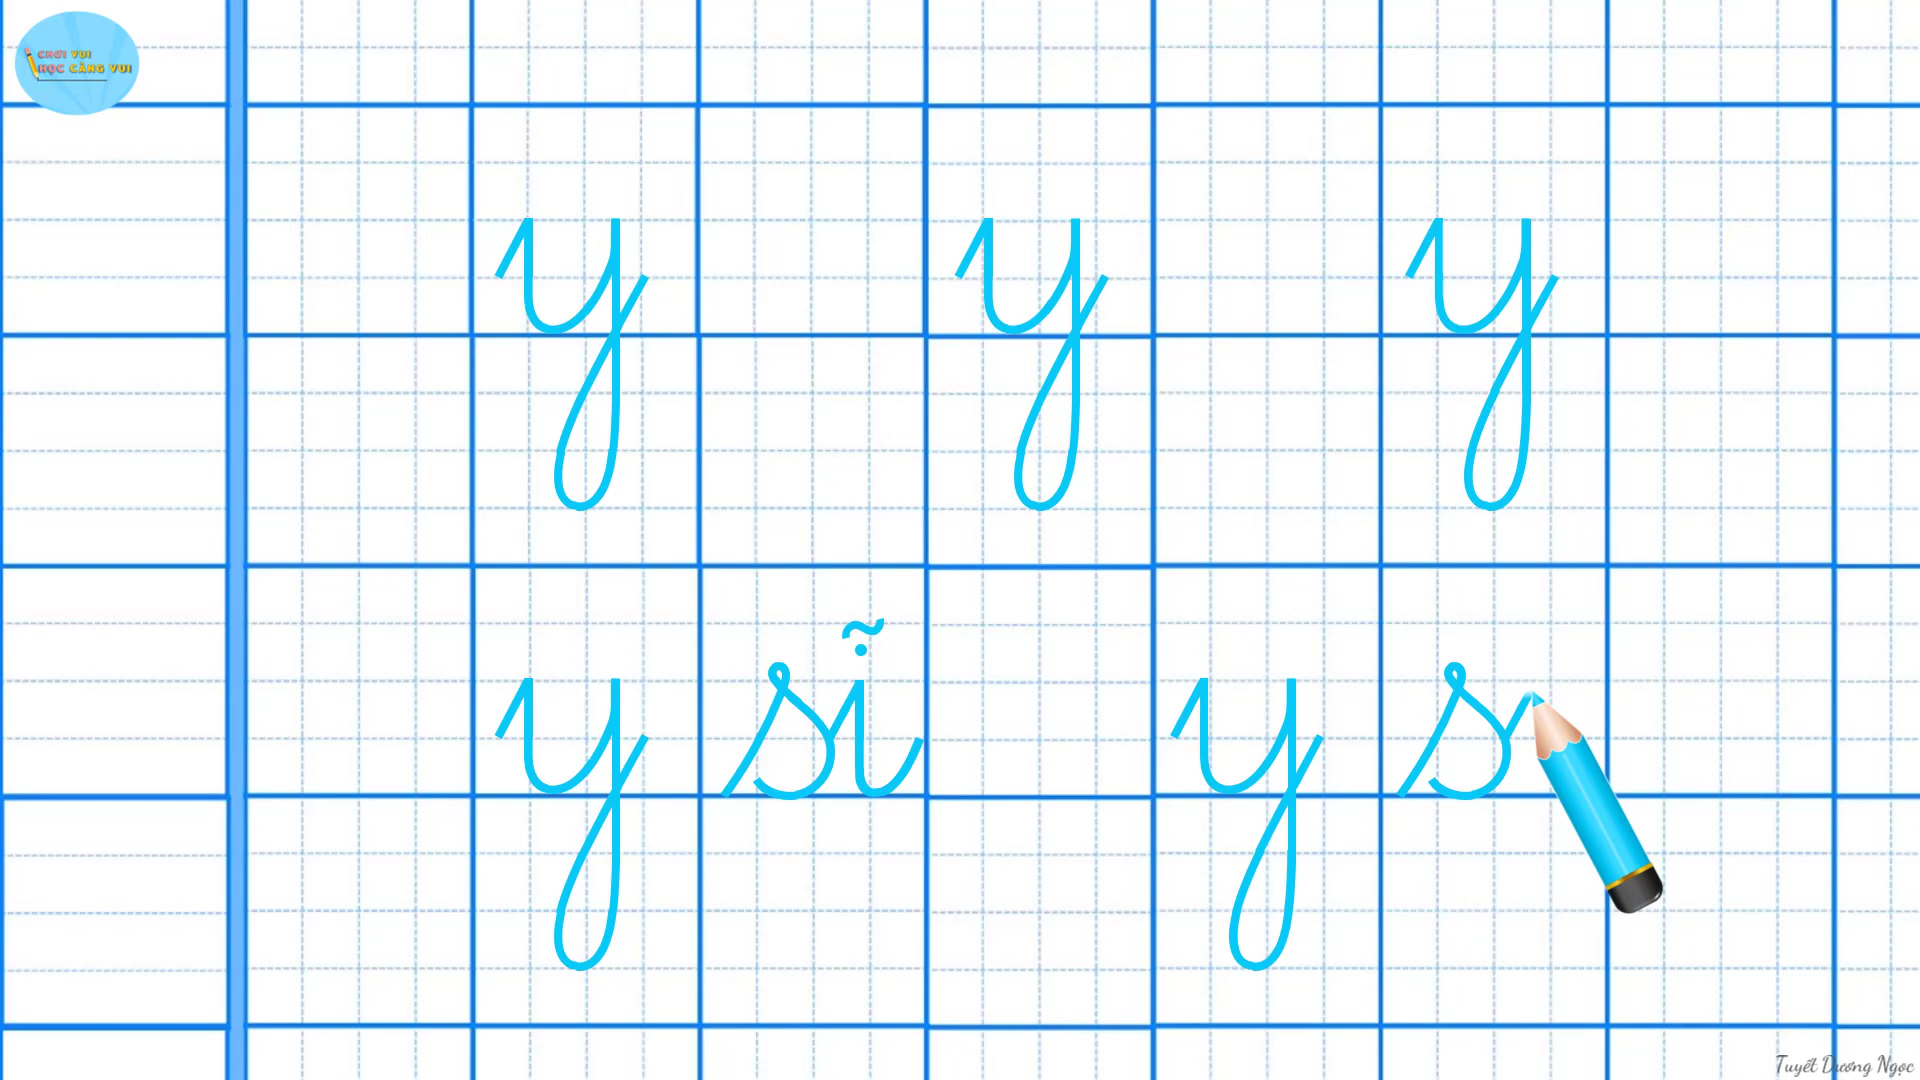 CHƠI VUI
HỌC CÀNG VUI
y y y
y sĩ y s
Tuyết Dương Ngọc